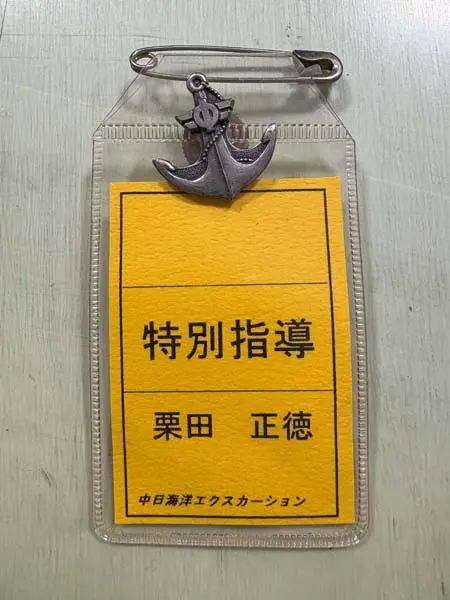 特別指導
栗田 正徳
中日海洋エクスカーション